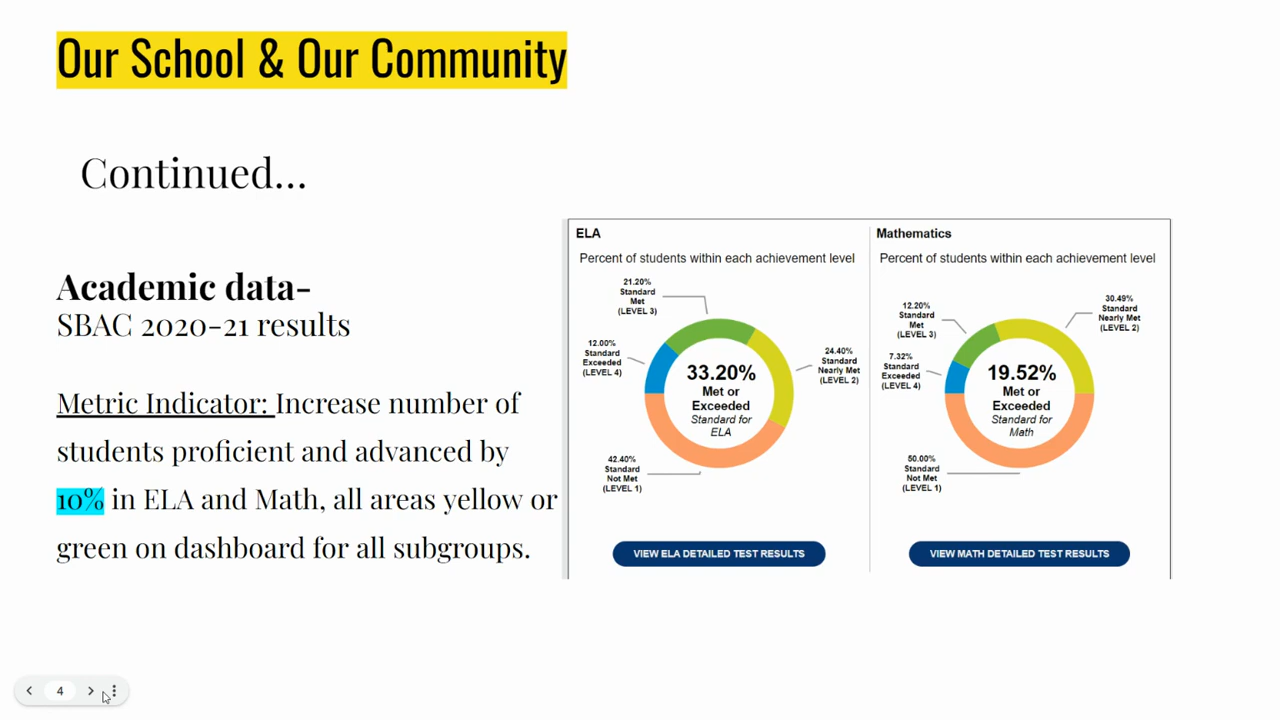 Our School & Our Community
Continued...
Academic data-
SBAC 2020-21 results
Metric Indicator: Increase number of
students proficient and advanced by
10% in ELA and Math, all areas yellow or
green on dashboard for all subgroups.
ELA
Percent of students within each achievement level
21.20%
Standard
Met
(LEVEL 3)
12.00%
Standard
Exceeded
(LEVEL 4)
24.40%
Standard
Nearly Met
(LEVEL 2)
33.20%
Met or
Exceeded
Standard for
ELA
42.40%
Standard
Not Met
(LEVEL 1)
VIEW ELA DETAILED TEST RESULTS
Mathematics
Percent of students within each achievement level
12.20%
Standard
Met
(LEVEL 3)
30.49%
Standard
Nearly Met
(LEVEL 2)
7.32%
Standard
Exceeded
(LEVEL 4)
19.52%
Met or
Exceeded
Standard for
Math
50.00%
Standard
Not Met
(LEVEL 1)
VIEW MATH DETAILED TEST RESULTS
4